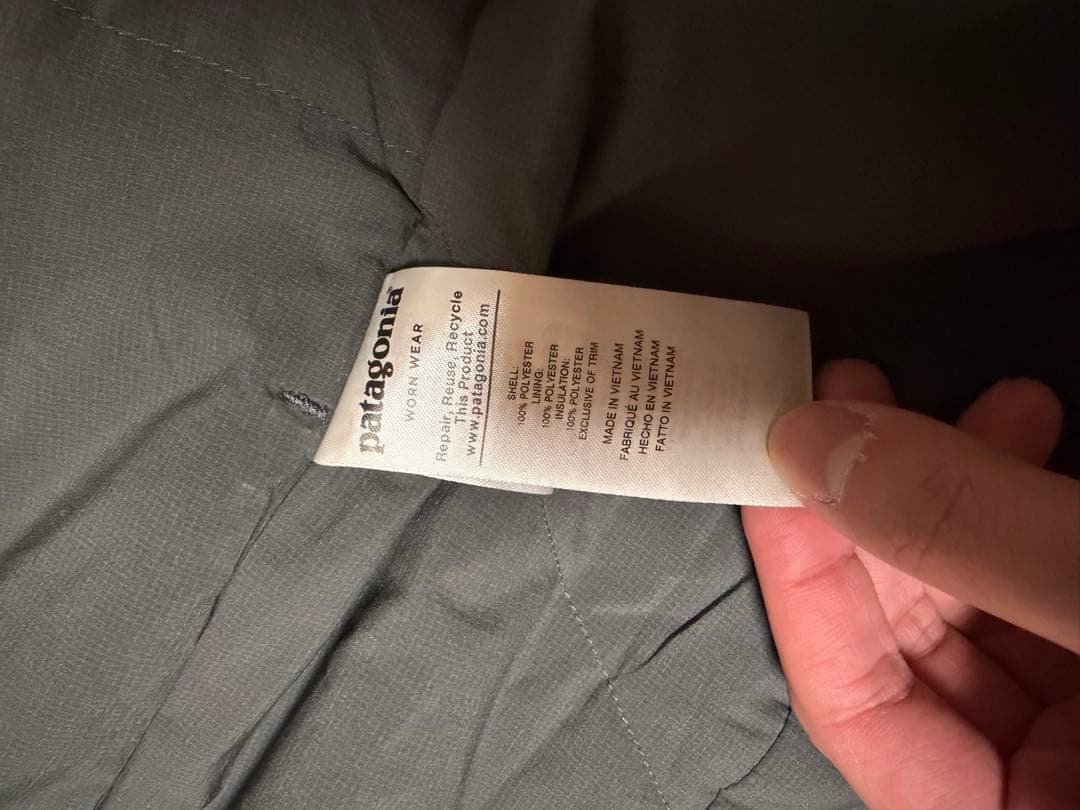 patagonia
WORN WEAR
Repair, Reuse, Recycle
This Product
www.patagonia.com
SHELL:
100% POLYESTER
LINING:
100% POLYESTER
INSULATION:
100% POLYESTER
EXCLUSIVE OF TRIM
MADE IN VIETNAM
FABRIQUÉ AU VIETNAM
HECHO EN VIETNAM
FATTO IN VIETNAM